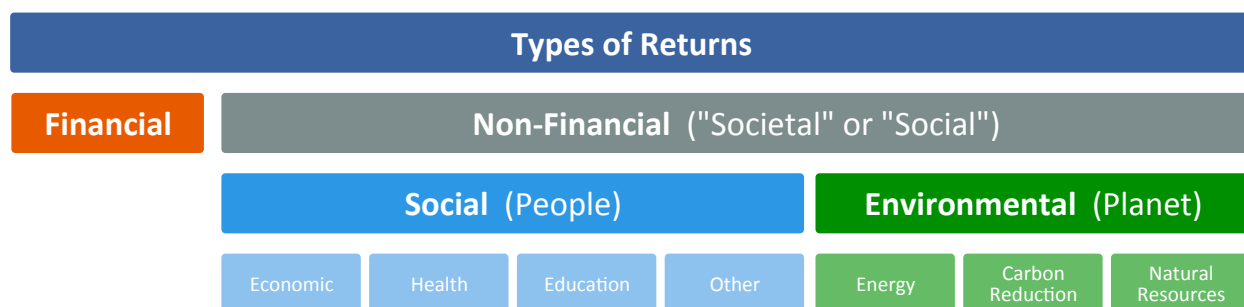 Types of Returns
Financial
Non-Financial ("Societal" or "Social")
Social (People)
Environmental (Planet)
Economic
Health
Education
Other
Energy
Carbon
Reduction
Natural
Resources